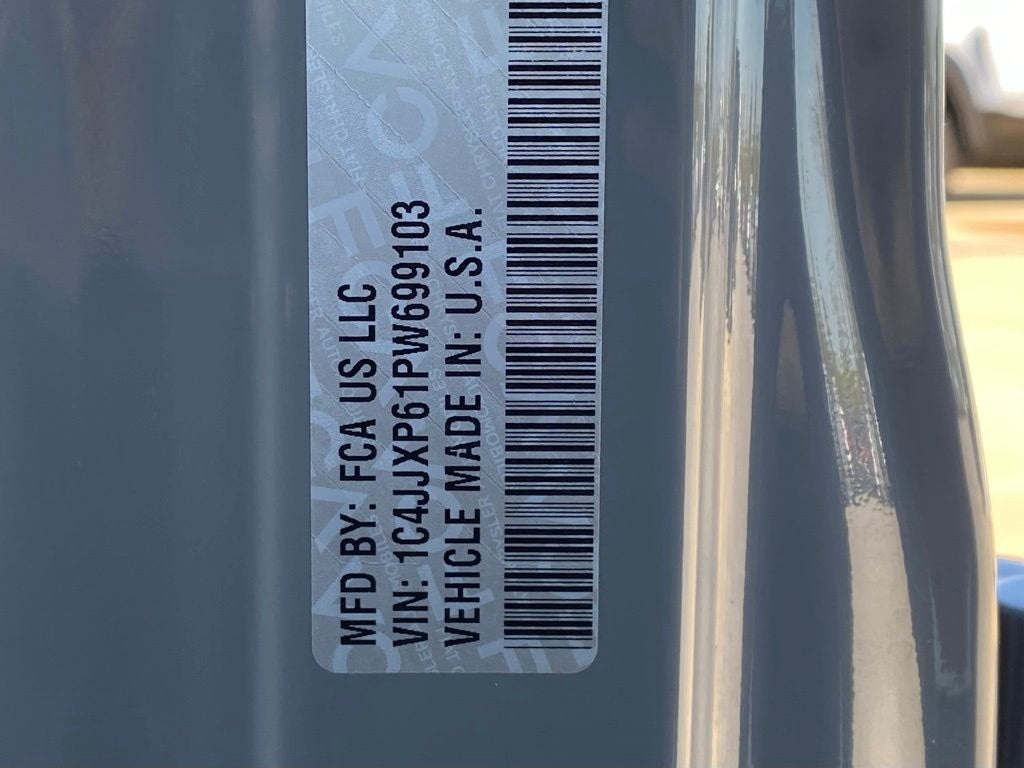 MFD BY: FCA US LLC
VIN: 1C4JJXP61PW699103
VEHICLE MADE IN: U.S.A.